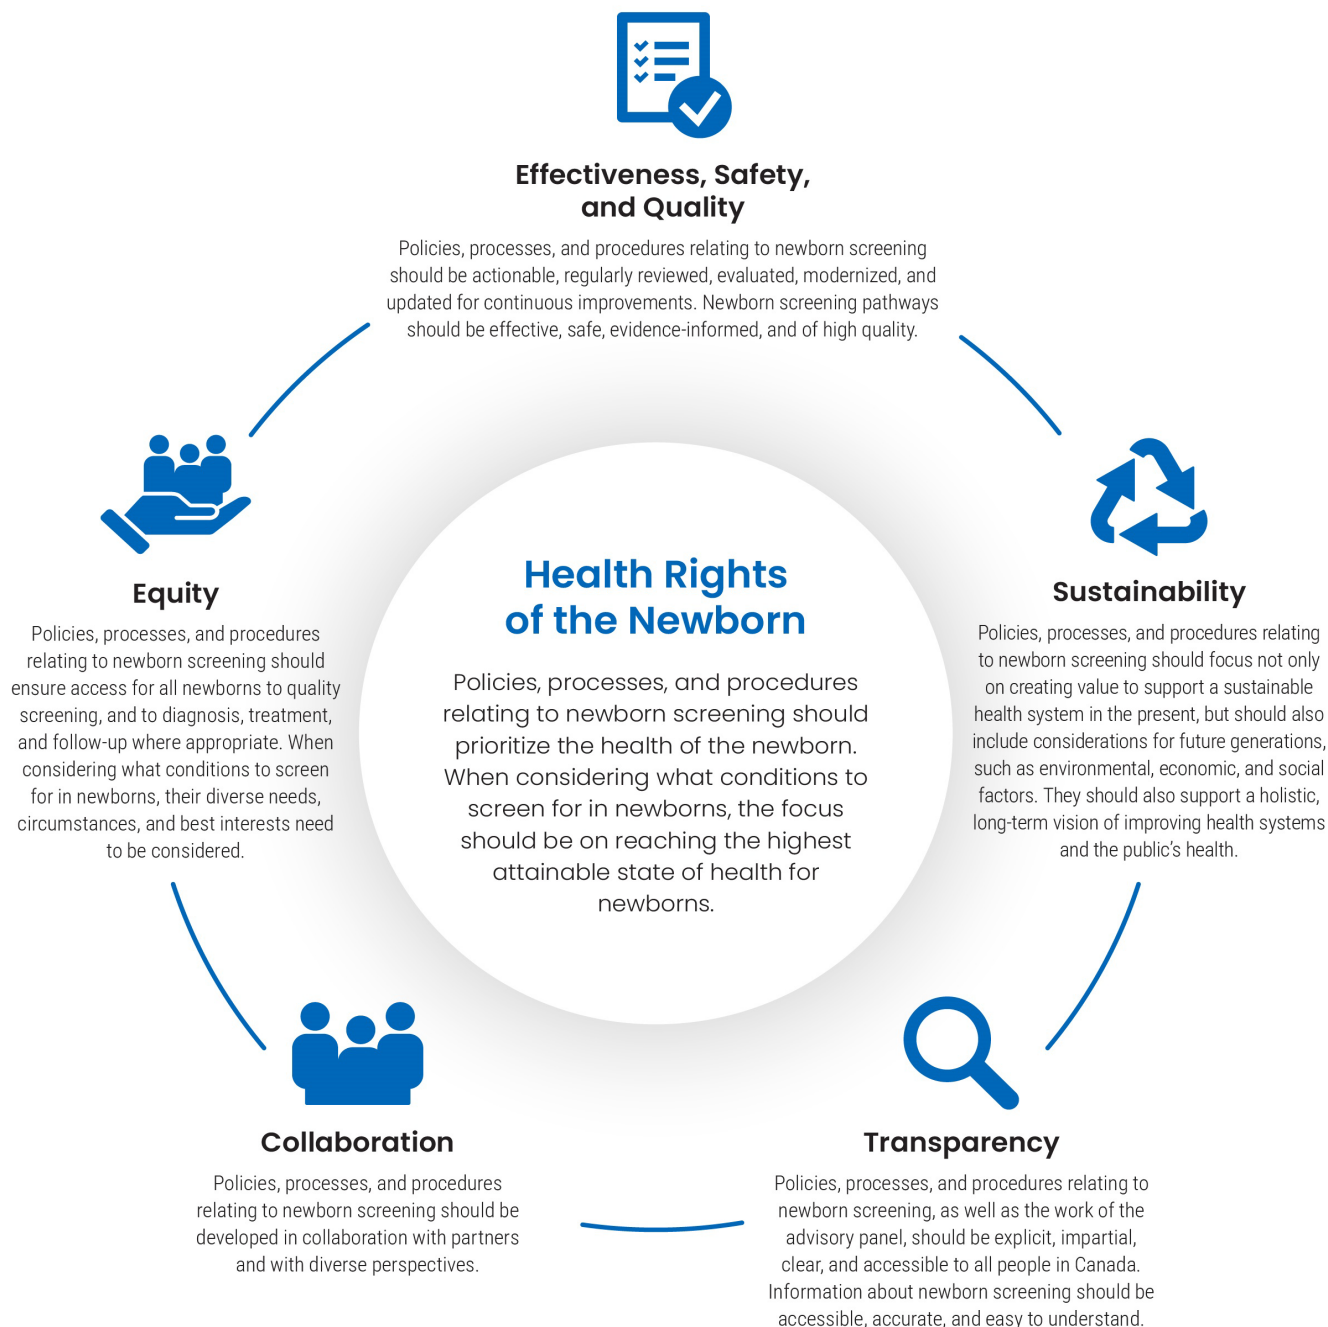 Effectiveness, Safety,
and Quality
Policies, processes, and procedures relating to newborn screening
should be actionable, regularly reviewed, evaluated, modernized, and
updated for continuous improvements. Newborn screening pathways
should be effective, safe, evidence-informed, and of high quality.
Equity
Policies, processes, and procedures
relating to newborn screening should
ensure access for all newborns to quality
screening, and to diagnosis, treatment,
and follow-up where appropriate. When
considering what conditions to screen
for in newborns, their diverse needs,
circumstances, and best interests need
to be considered.
Health Rights
of the Newborn
Policies, processes, and procedures
relating to newborn screening should
prioritize the health of the newborn.
When considering what conditions to
screen for in newborns, the focus
should be on reaching the highest
attainable state of health for
newborns.
Sustainability
Policies, processes, and procedures relating
to newborn screening should focus not only
on creating value to support a sustainable
health system in the present, but should also
include considerations for future generations,
such as environmental, economic, and social
factors. They should also support a holistic,
long-term vision of improving health systems
and the public's health.
Collaboration
Policies, processes, and procedures
relating to newborn screening should be
developed in collaboration with partners
and with diverse perspectives.
Transparency
Policies, processes, and procedures relating to
newborn screening, as well as the work of the
advisory panel, should be explicit, impartial,
clear, and accessible to all people in Canada.
Information about newborn screening should be
accessible, accurate, and easy to understand.